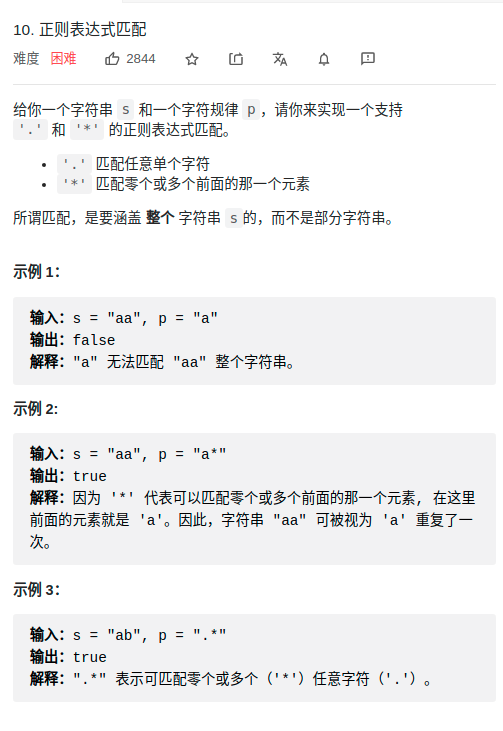 10. 正则表达式匹配
难度 困难 2844
给你一个字符串 s 和一个字符规律 p，请你来实现一个支持
'.' 和 '*' 的正则表达式匹配。
• '.' 匹配任意单个字符
• '*' 匹配零个或多个前面的那一个元素
所谓匹配，是要涵盖 整个 字符串 s的，而不是部分字符串。
示例 1：
输入：s = "aa", p = "a"
输出：false
解释："a" 无法匹配 "aa" 整个字符串。
示例 2:
输入：s = "aa", p = "a*"
输出：true
解释：因为 '*' 代表可以匹配零个或多个前面的那一个元素, 在这里
前面的元素就是 'a'。因此，字符串 "aa" 可被视为 'a' 重复了一
次。
示例 3：
输入：s = "ab", p = ".*"
输出：true
解释：".*" 表示可匹配零个或多个（'*'）任意字符（'.'）。